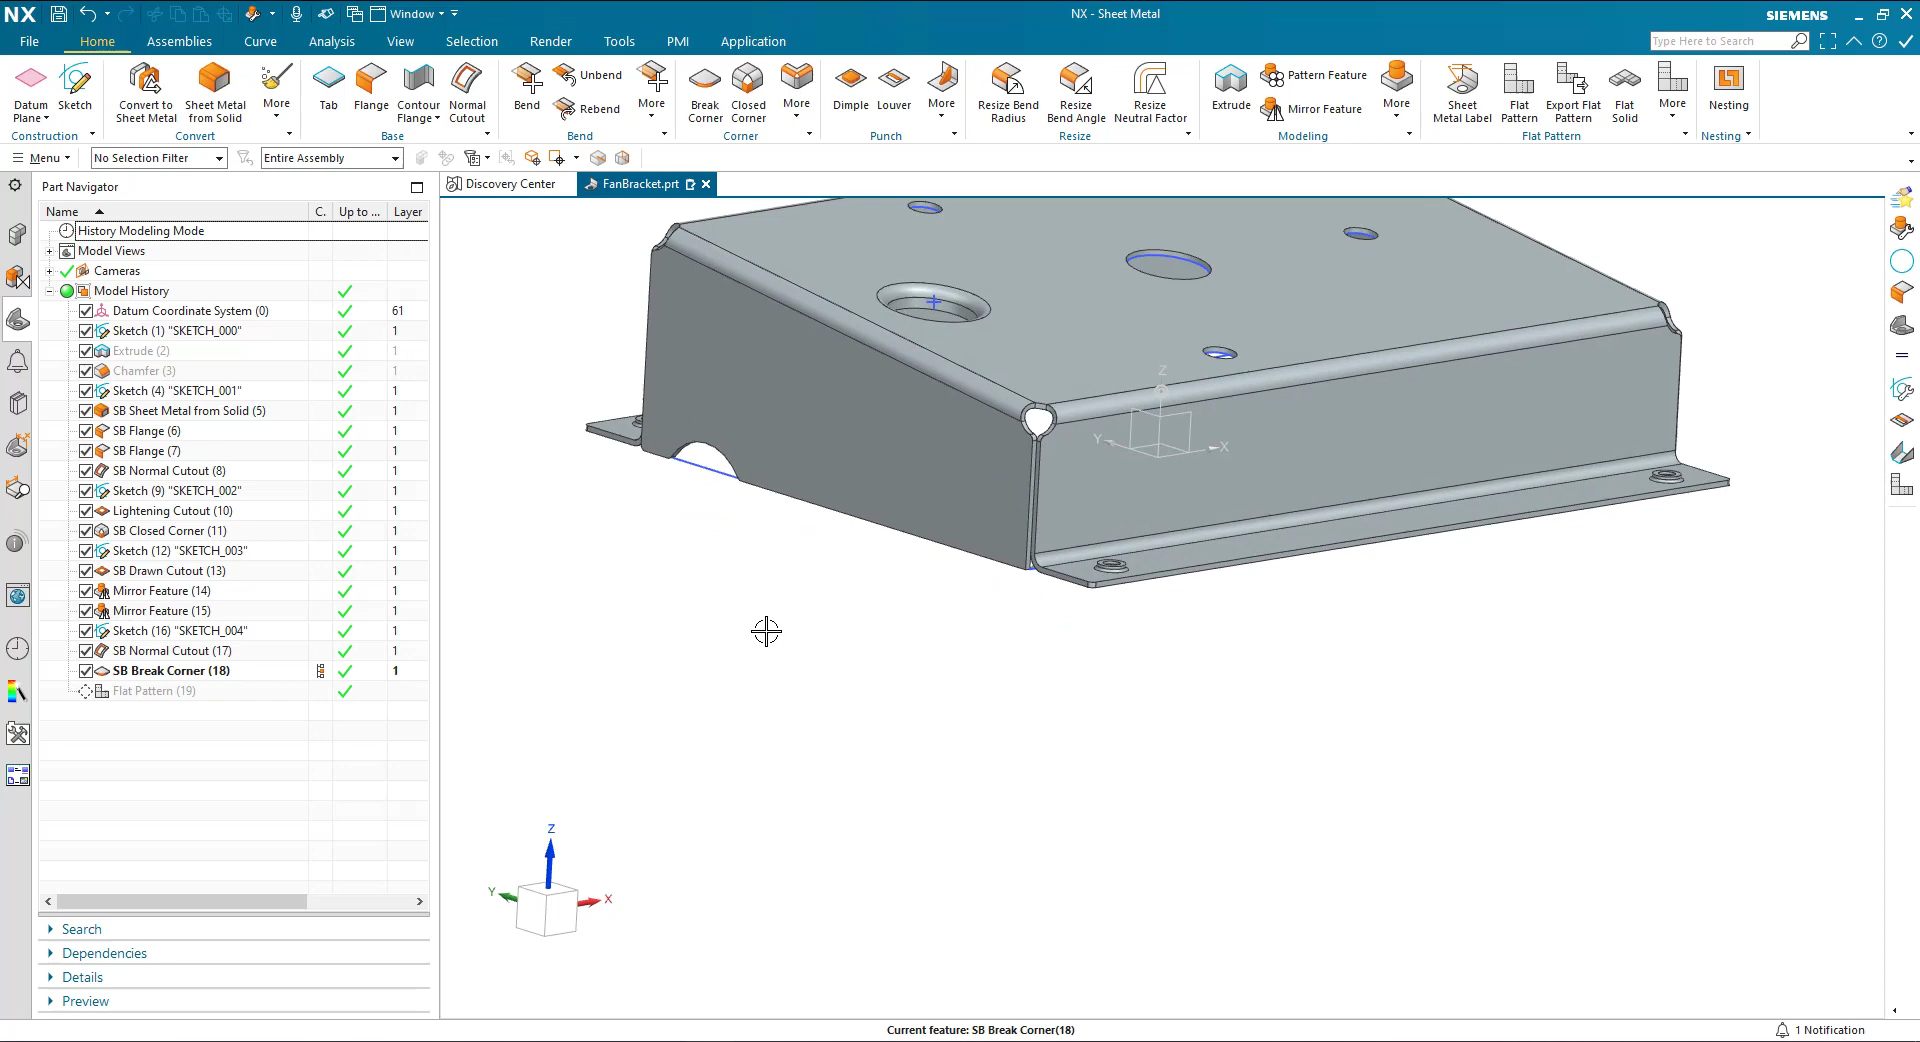 NX
Window
NX - Sheet Metal
SIEMENS
File
Home
Assemblies
Curve
Analysis
View
Selection
Render
Tools
PMI
Application
Type Here to Search
Datum Plane
Sketch
Construction
Convert to Sheet Metal
Sheet Metal from Solid
More
Convert
Tab
Flange
Contour Flange
Normal Cutout
Base
Bend
Unbend
Rebend
More
Bend
Break Corner
Closed Corner
More
Corner
Dimple
Louver
More
Punch
Resize Bend Radius
Resize Bend Angle
Resize Neutral Factor
Resize
Extrude
Pattern Feature
Mirror Feature
More
Modeling
Sheet Metal Label
Flat Pattern
Export Flat Pattern
Flat Solid
More
Flat Pattern
Nesting
Nesting
Menu
No Selection Filter
Entire Assembly
Part Navigator
Discovery Center
FanBracket.prt
Name C. Up to ... Layer
History Modeling Mode
Model Views
Cameras
Model History
Datum Coordinate System (0) 61
Sketch (1) "SKETCH_000" 1
Extrude (2) 1
Chamfer (3) 1
Sketch (4) "SKETCH_001" 1
SB Sheet Metal from Solid (5) 1
SB Flange (6) 1
SB Flange (7) 1
SB Normal Cutout (8) 1
Sketch (9) "SKETCH_002" 1
Lightening Cutout (10) 1
SB Closed Corner (11) 1
Sketch (12) "SKETCH_003" 1
SB Drawn Cutout (13) 1
Mirror Feature (14) 1
Mirror Feature (15) 1
Sketch (16) "SKETCH_004" 1
SB Normal Cutout (17) 1
SB Break Corner (18) 1
Flat Pattern (19)
Search
Dependencies
Details
Preview
Z
Y
X
Z
Y
X
Current feature: SB Break Corner(18)
1 Notification